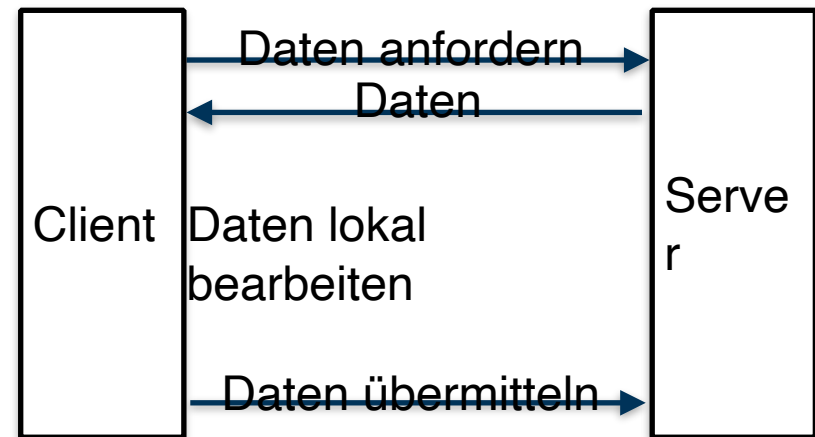 Daten anfordern
Daten
Client
Daten lokal
bearbeiten
Serve
r
Daten übermitteln